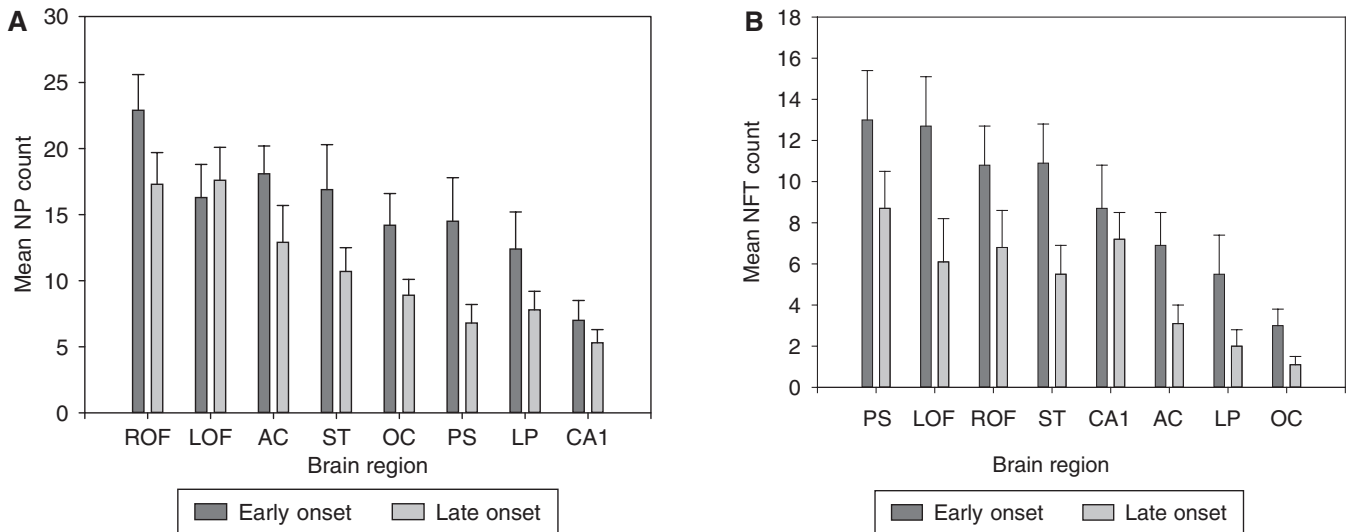 A
Mean NP count
30
25
20
15
10
5
0
ROF LOF AC ST OC PS LP CA1
Brain region
Early onset Late onset
B
Mean NFT count
18
16
14
12
10
8
6
4
2
0
PS LOF ROF ST CA1 AC LP OC
Brain region
Early onset Late onset